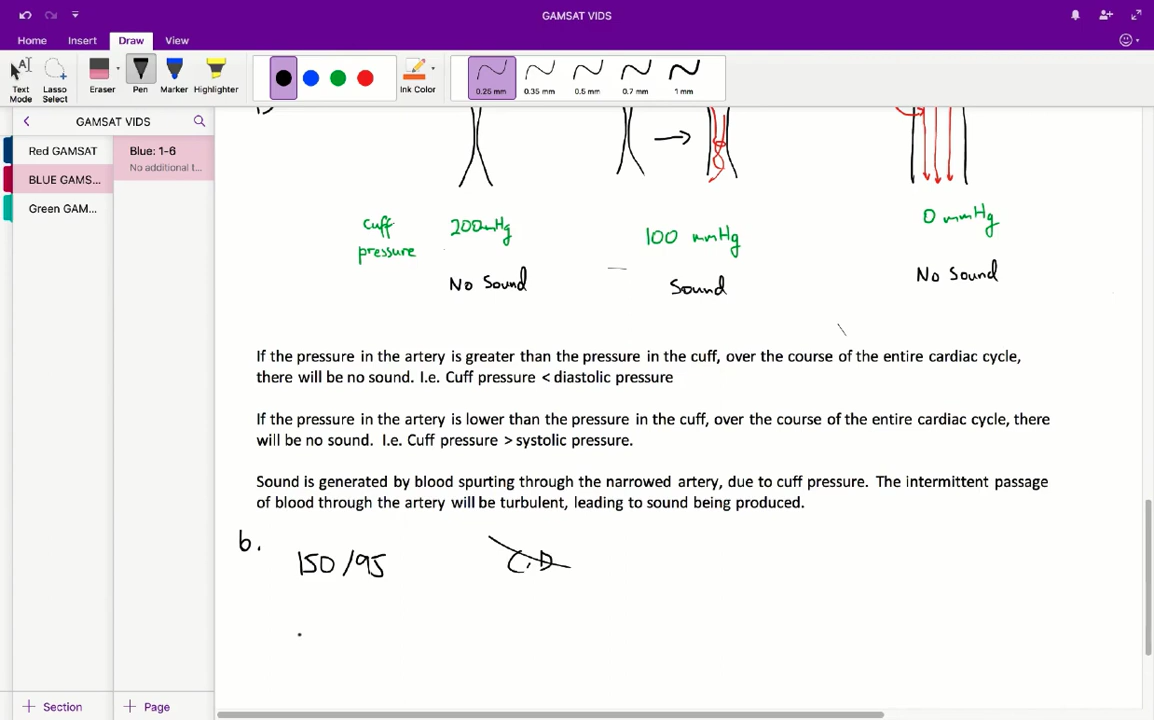 GAMSAT VIDS
Home Insert Draw View
Text Mode
Lasso Select
Eraser
Pen
Marker
Highlighter
Ink Color
0.25 mm 0.35 mm 0.5 mm 0.7 mm 1 mm
GAMSAT VIDS
Red GAMSAT
BLUE GAMS...
Green GAM...
Blue: 1-6
No additional t...
Cuff pressure
200mmHg
100 mmHg
0 mmHg
No Sound
Sound
No Sound
If the pressure in the artery is greater than the pressure in the cuff, over the course of the entire cardiac cycle,
there will be no sound. I.e. Cuff pressure < diastolic pressure
If the pressure in the artery is lower than the pressure in the cuff, over the course of the entire cardiac cycle, there
will be no sound. I.e. Cuff pressure > systolic pressure.
Sound is generated by blood spurting through the narrowed artery, due to cuff pressure. The intermittent passage
of blood through the artery will be turbulent, leading to sound being produced.
b.
150/95
C, D
+ Section
+ Page